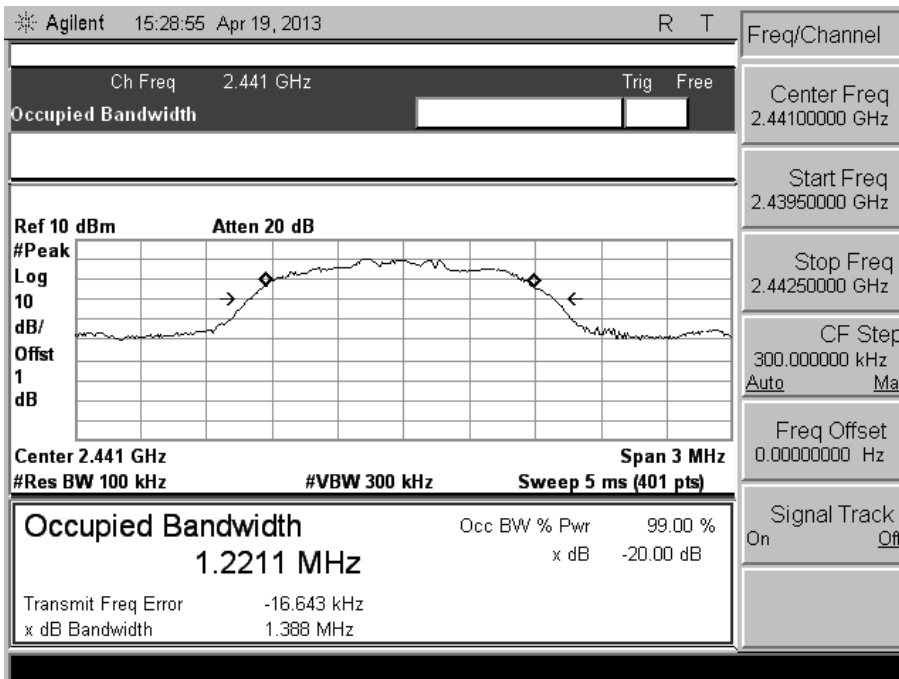 Agilent 15:28:55 Apr 19, 2013 R T
Freq/Channel
Ch Freq 2.441 GHz Trig Free
Occupied Bandwidth
Center Freq
2.44100000 GHz
Start Freq
2.43950000 GHz
Stop Freq
2.44250000 GHz
CF Step
300.000000 kHz
Auto Ma
Freq Offset
0.00000000 Hz
Signal Track
On Off
Ref 10 dBm Atten 20 dB
#Peak
Log
10
dB/
Offst
1
dB
Center 2.441 GHz Span 3 MHz
#Res BW 100 kHz #VBW 300 kHz Sweep 5 ms (401 pts)
Occupied Bandwidth Occ BW % Pwr 99.00 %
1.2211 MHz x dB -20.00 dB
Transmit Freq Error -16.643 kHz
x dB Bandwidth 1.388 MHz